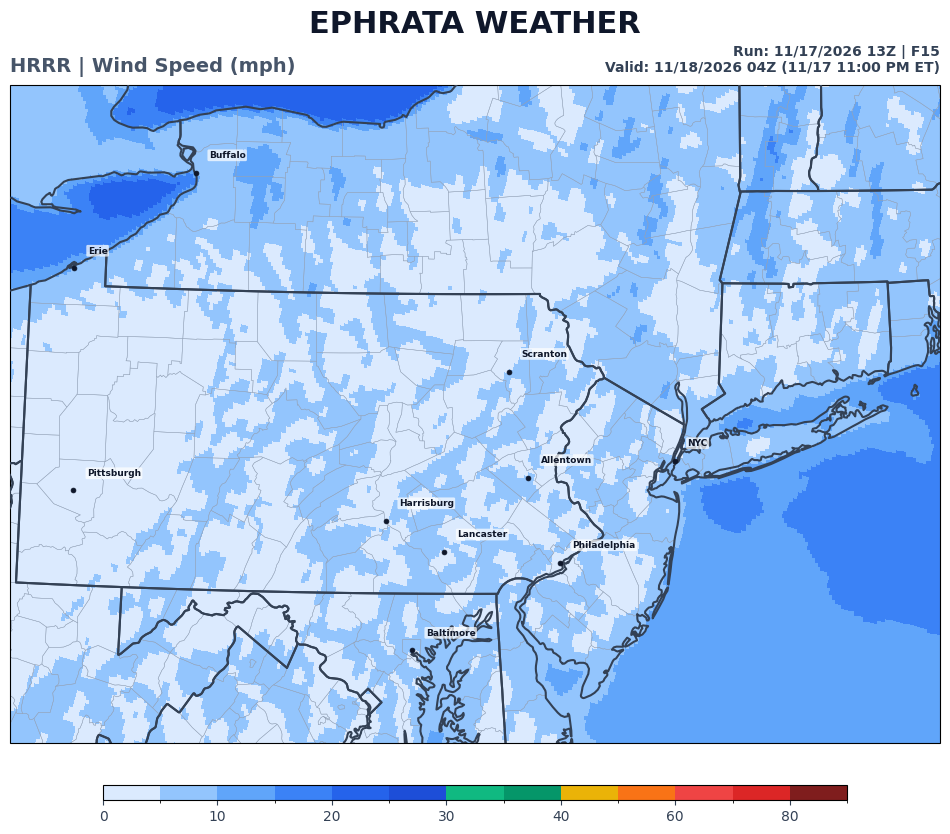 EPHRATA WEATHER
HRRR | Wind Speed (mph)
Run: 11/17/2026 13Z | F15
Valid: 11/18/2026 04Z (11/17 11:00 PM ET)
Buffalo
Erie
Scranton
NYC
Allentown
Pittsburgh
Harrisburg
Lancaster
Philadelphia
Baltimore
0 10 20 30 40 50 60 70 80